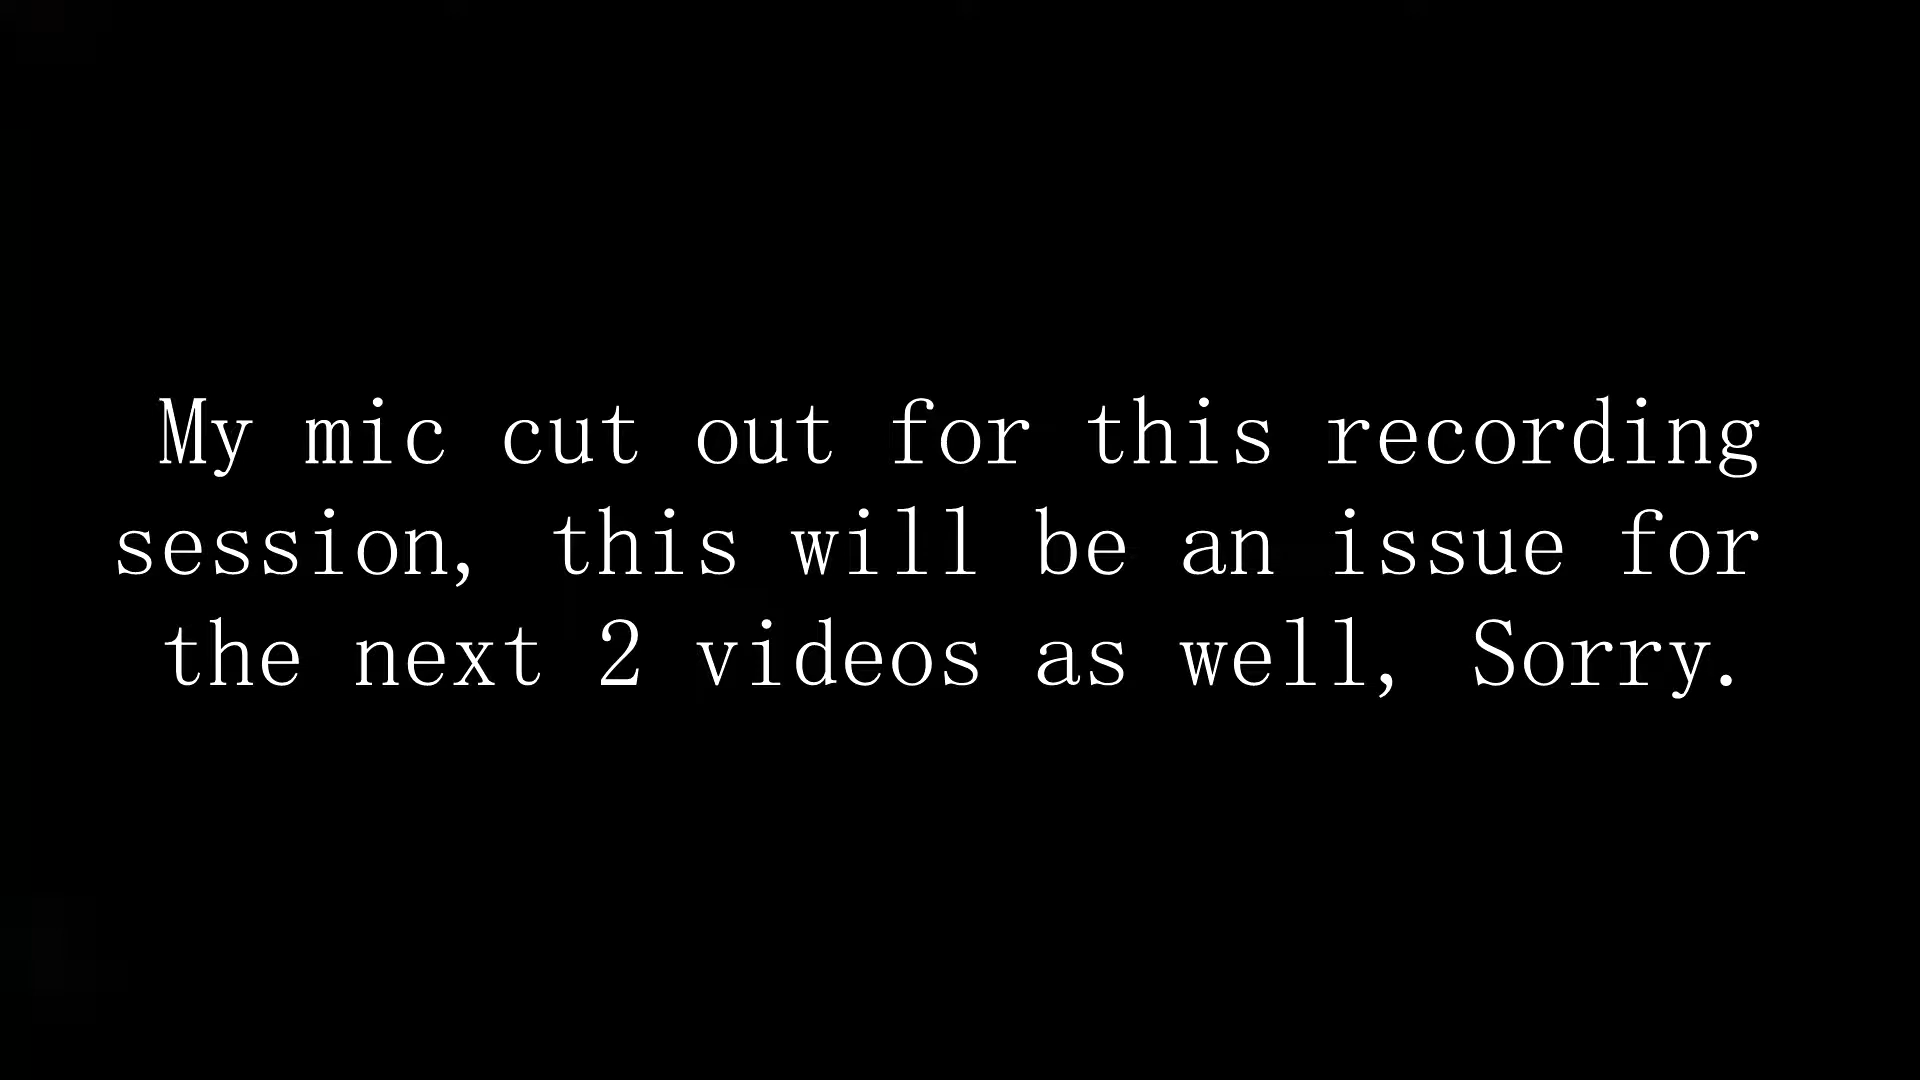 My mic cut out for this recording
session, this will be an issue for
the next 2 videos as well, Sorry.